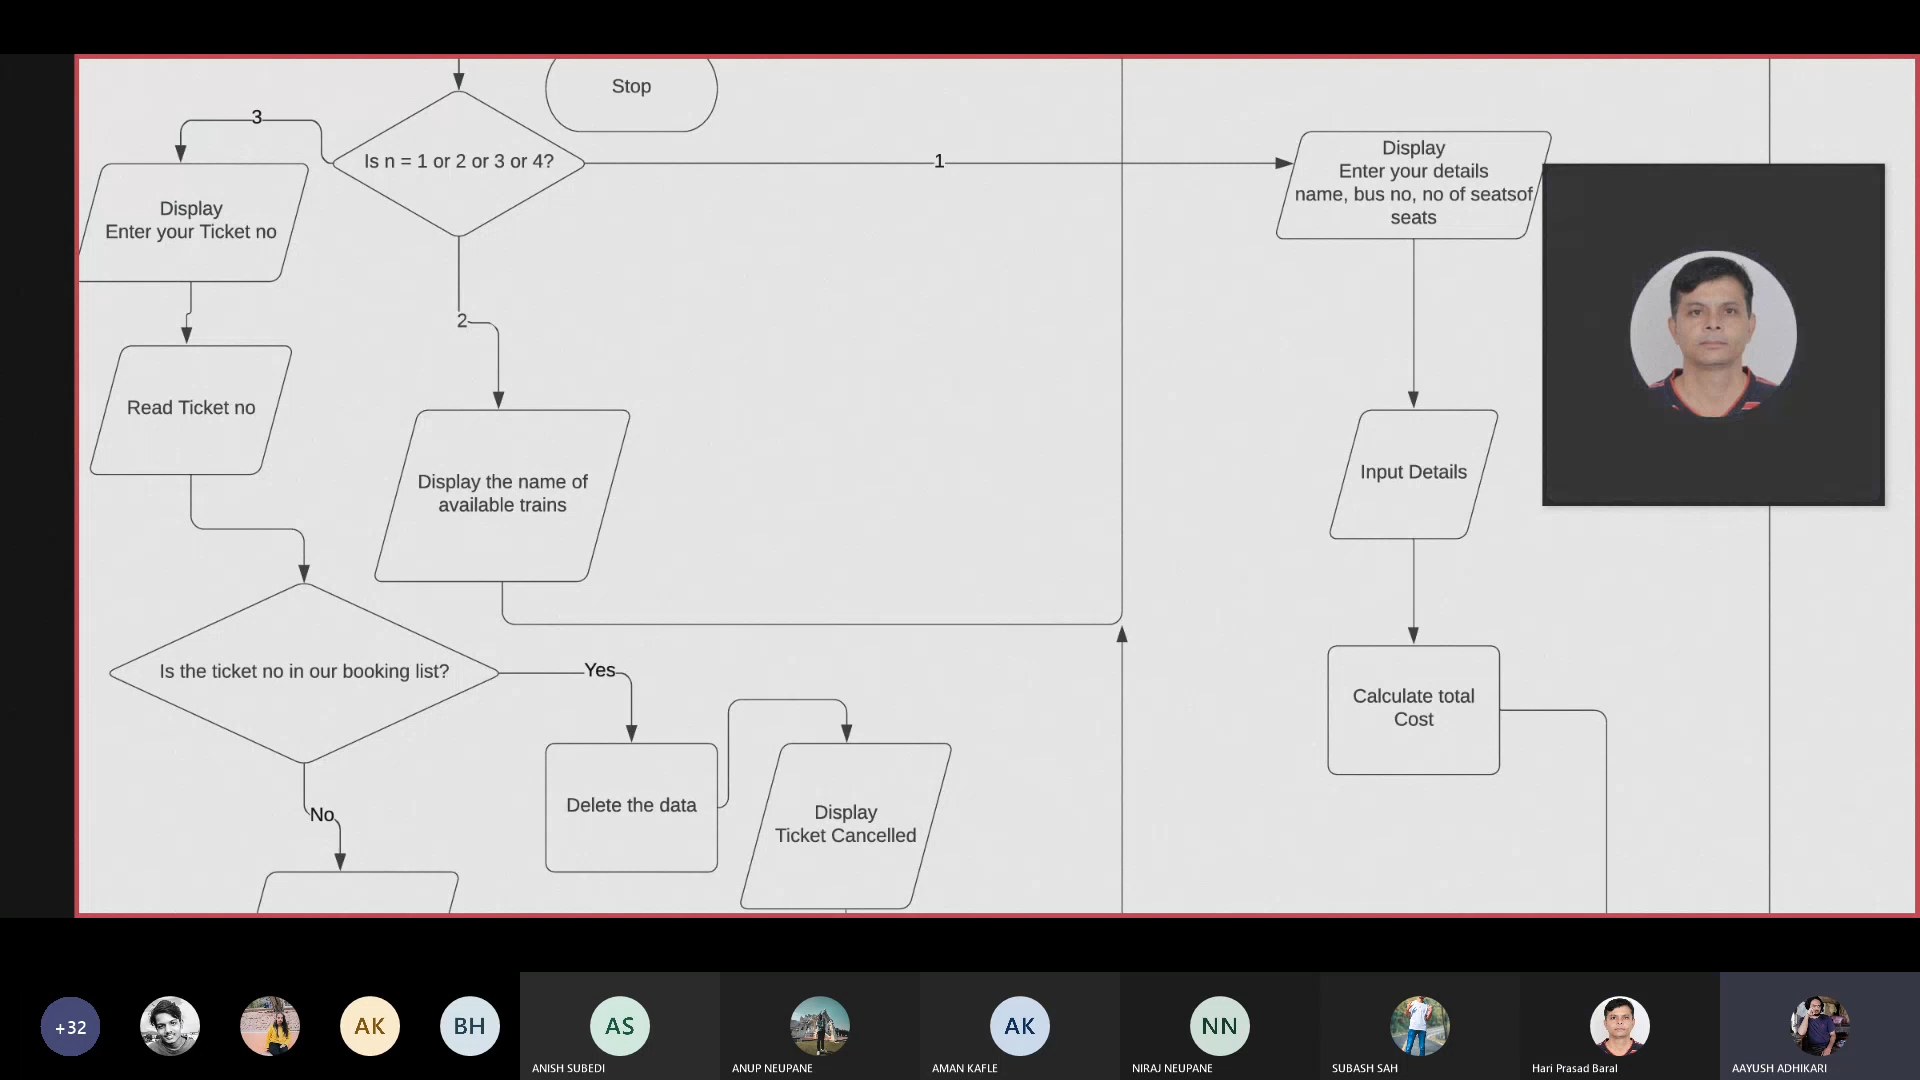 Stop
3
Is n = 1 or 2 or 3 or 4?
1
Display
Enter your details
name, bus no, no of seatsof
seats
Display
Enter your Ticket no
2
Read Ticket no
Display the name of
available trains
Input Details
Is the ticket no in our booking list?
Yes
Calculate total
Cost
Delete the data
Display
Ticket Cancelled
No
+32
AK
BH
AS
AK
NN
ANISH SUBEDI
ANUP NEUPANE
AMAN KAFLE
NIRAJ NEUPANE
SUBASH SAH
Hari Prasad Baral
AAYUSH ADHIKARI